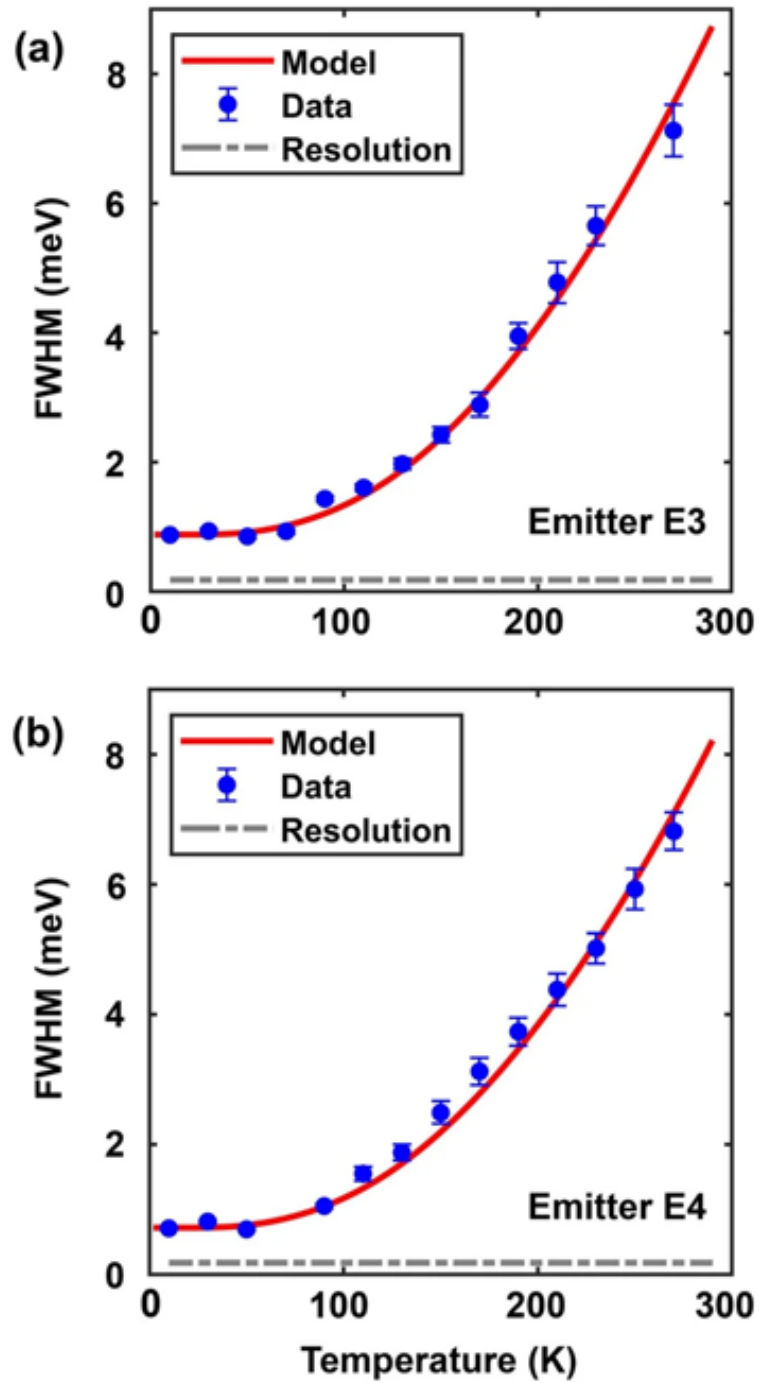 (a)
Model
Data
Resolution
8
6
4
2
0
FWHM (meV)
Emitter E3
0 100 200 300
(b)
Model
Data
Resolution
8
6
4
2
0
FWHM (meV)
Emitter E4
0 100 200 300
Temperature (K)